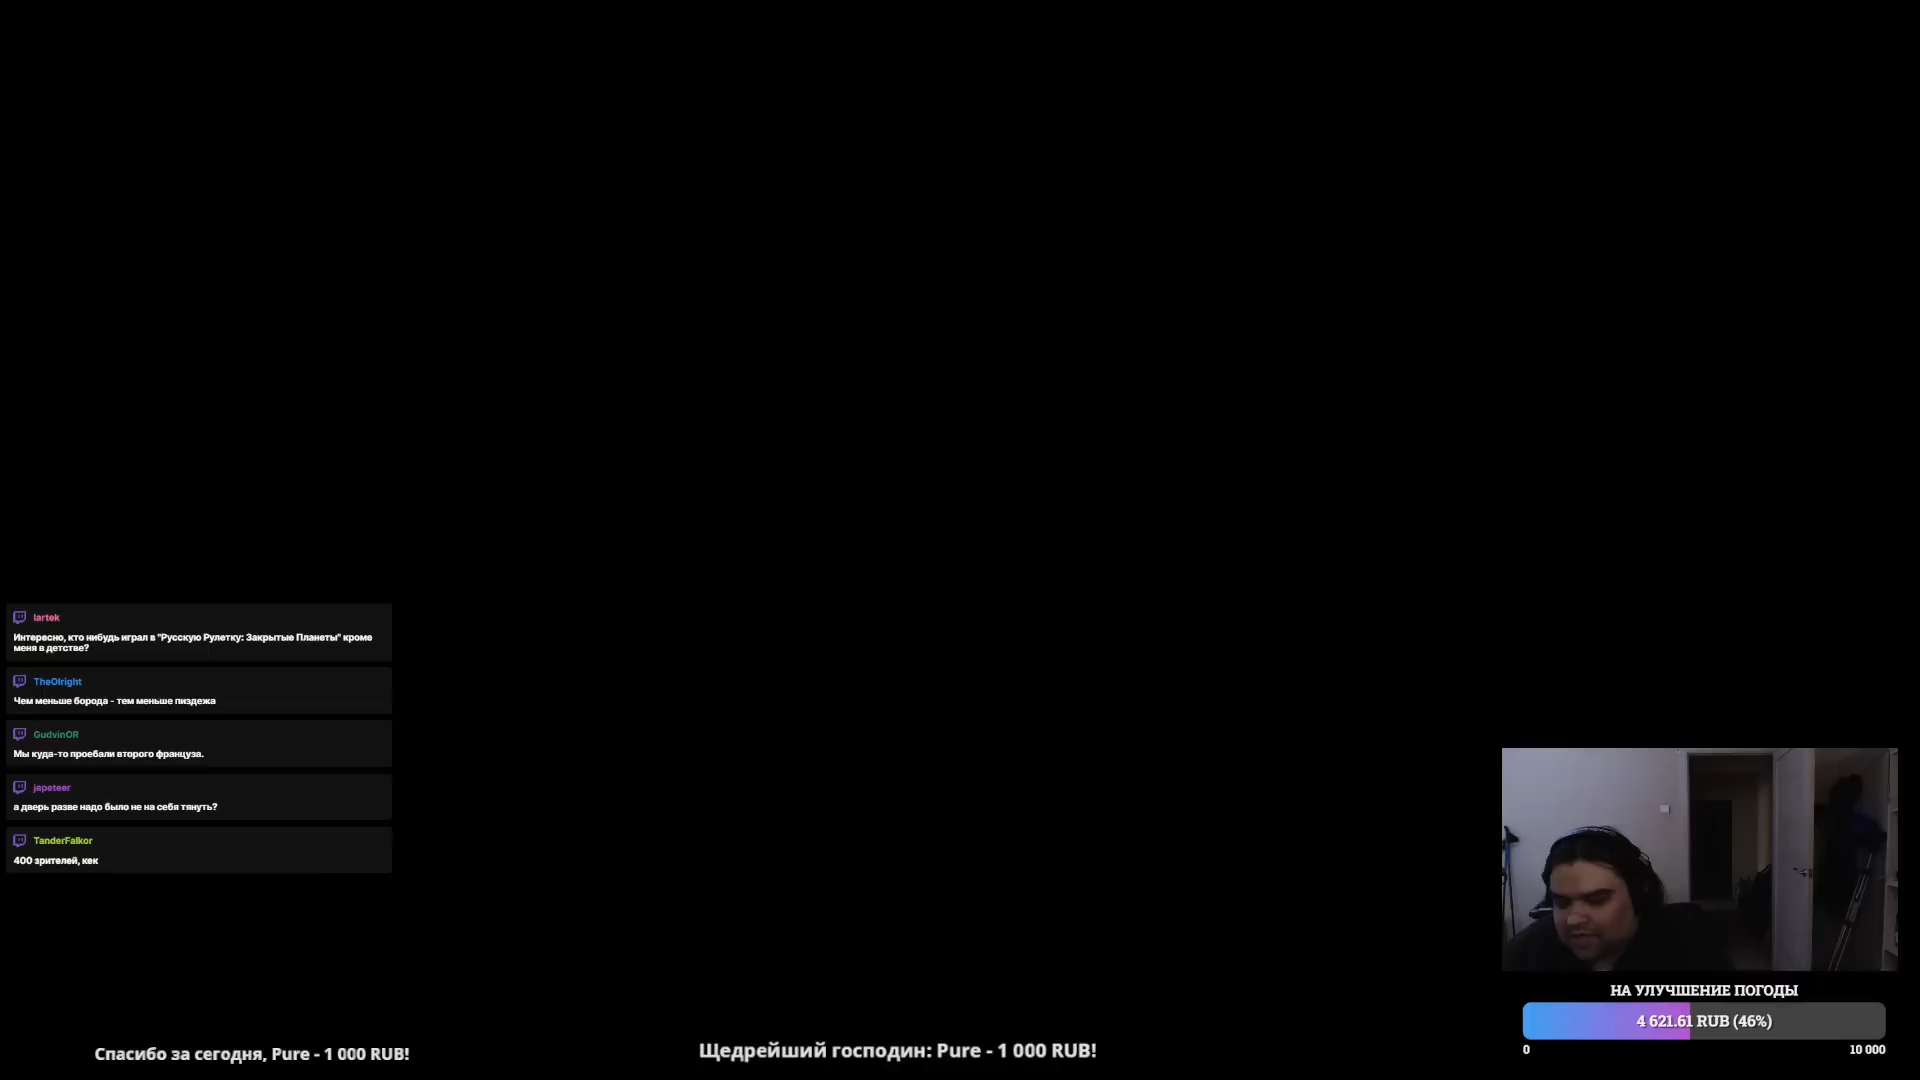 lartek
Интересно, кто нибудь играл в "Русскую Рулетку: Закрытые Планеты" кроме
меня в детстве?
TheOlright
Чем меньше борода - тем меньше пиздежа
GudvinOR
Мы куда-то проебали второго француза.
japeteer
а дверь разве надо было не на себя тянуть?
TanderFalkor
400 зрителей, кек
НА УЛУЧШЕНИЕ ПОГОДЫ
4 621.61 RUB (46%)
0
10 000
Спасибо за сегодня, Pure - 1 000 RUB!
Щедрейший господин: Pure - 1 000 RUB!